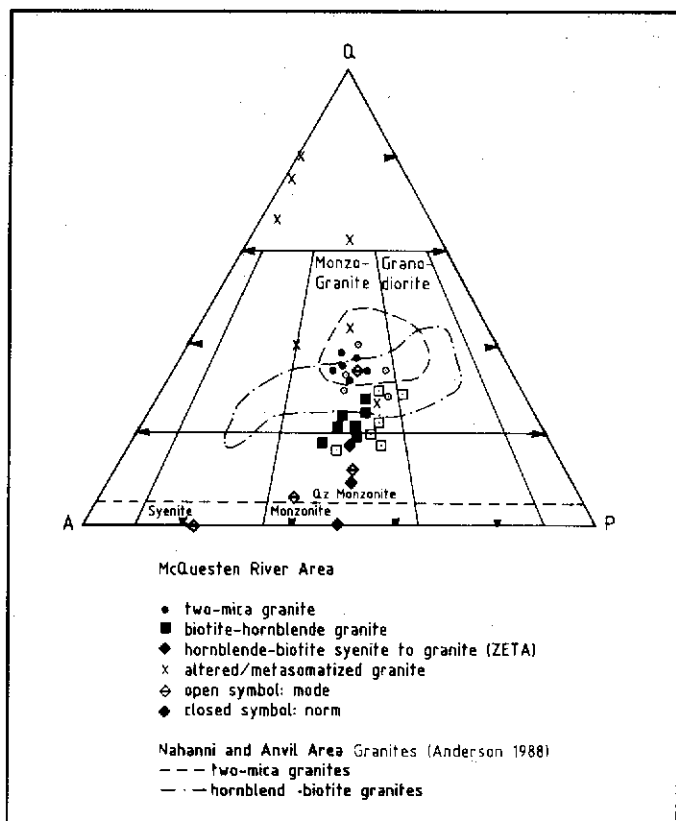 Q
Monzo-
Granite
Grano-
diorite
Qz Monzonite
Syenite
Monzonite
A
P
McQuesten River Area
two-mica granite
biotite-hornblende granite
hornblende-biotite syenite to granite (ZETA)
x altered/metasomatized granite
open symbol: mode
closed symbol: norm
Nahanni and Anvil Area Granites (Anderson 1988)
two-mica granites
hornblend -biotite granites